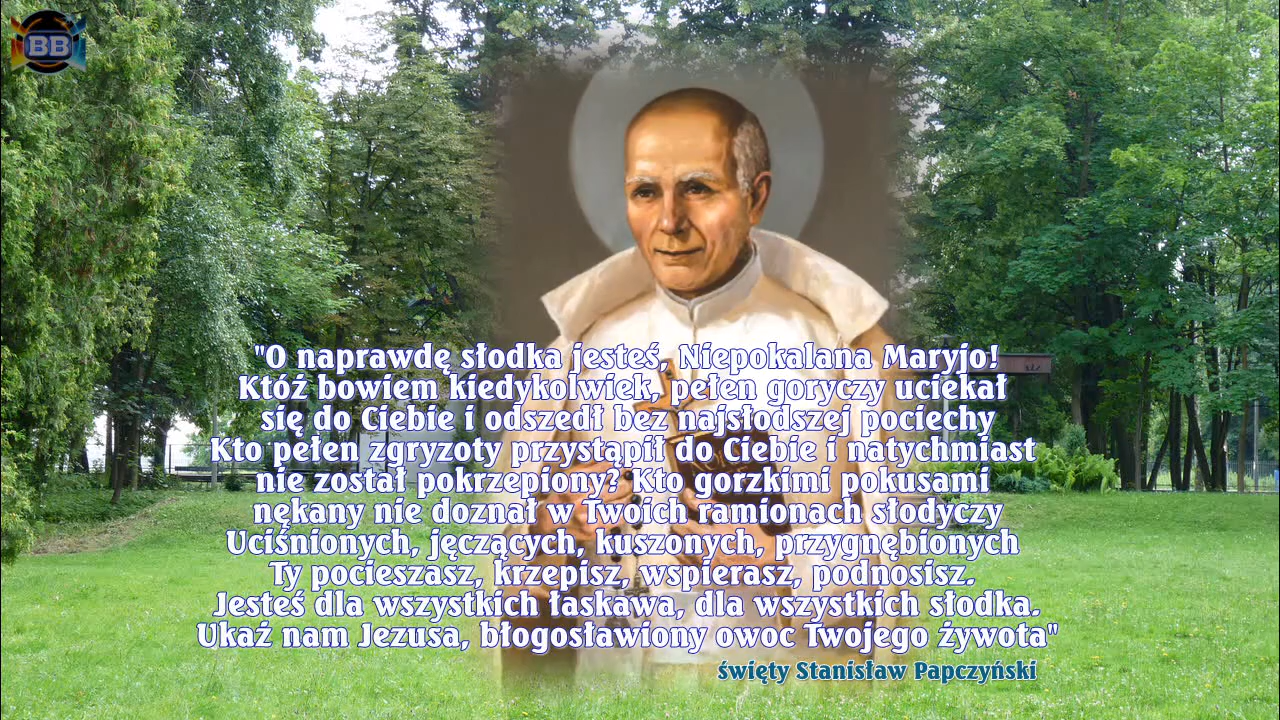 BB
"O naprawdę słodka jesteś, Niepokalana Maryjo!
Któż bowiem kiedykolwiek, pełen goryczy uciekał
się do Ciebie i odszedł bez najsłodszej pociechy
Kto pełen zgryzoty przystąpił do Ciebie i natychmiast
nie został pokrzepiony? Kto gorzkimi pokusami
nękany nie doznał w Twoich ramionach słodyczy
Uciśnionych, jęczących, kuszonych, przygnębionych
Ty pocieszasz, krzepisz, wspierasz, podnosisz.
Jesteś dla wszystkich łaskawa, dla wszystkich słodka.
Ukaż nam Jezusa, błogosławiony owoc Twojego żywota"
święty Stanisław Papczyński